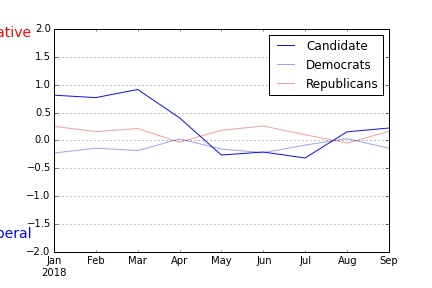 ative
peral
2.0
1.5
1.0
0.5
0.0
−0.5
−1.0
−1.5
−2.0
Candidate
Democrats
Republicans
Jan Feb Mar Apr May Jun Jul Aug Sep
2018